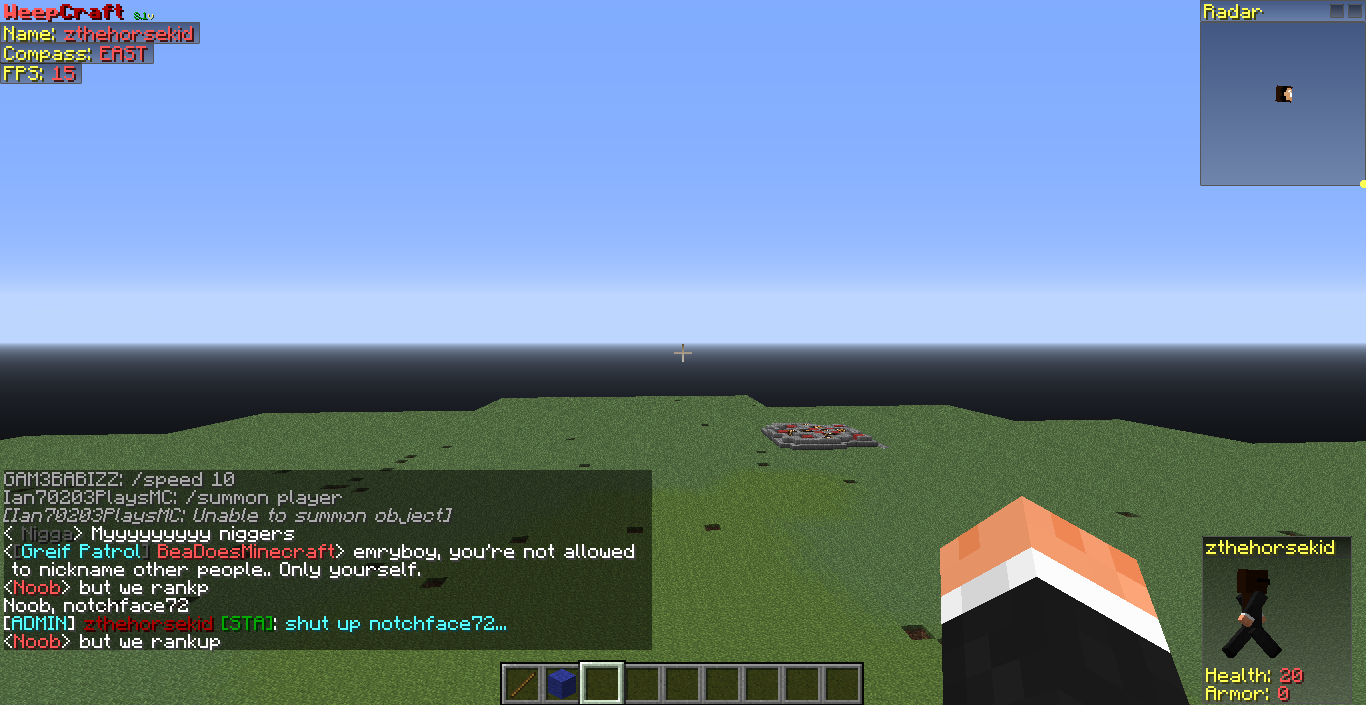 WeepCraft 8.1v
Name: zthehorsekid
Compass: EAST
FPS: 15
Radar
GAM3BABIZZ: /speed 10
Ian70203PlaysMC: /summon player
[Ian70203PlaysMC: Unable to summon object]
< Nigga> Myyyyyyyyy niggers
<[Greif Patrol] BeaDoesMinecraft> emryboy, you're not allowed
to nickname other people.. Only yourself.
<Noob> but we rankp
Noob, notchface72
[ADMIN] zthehorsekid [STA]: shut up notchface72...
<Noob> but we rankup
zthehorsekid
Health: 20
Armor: 0